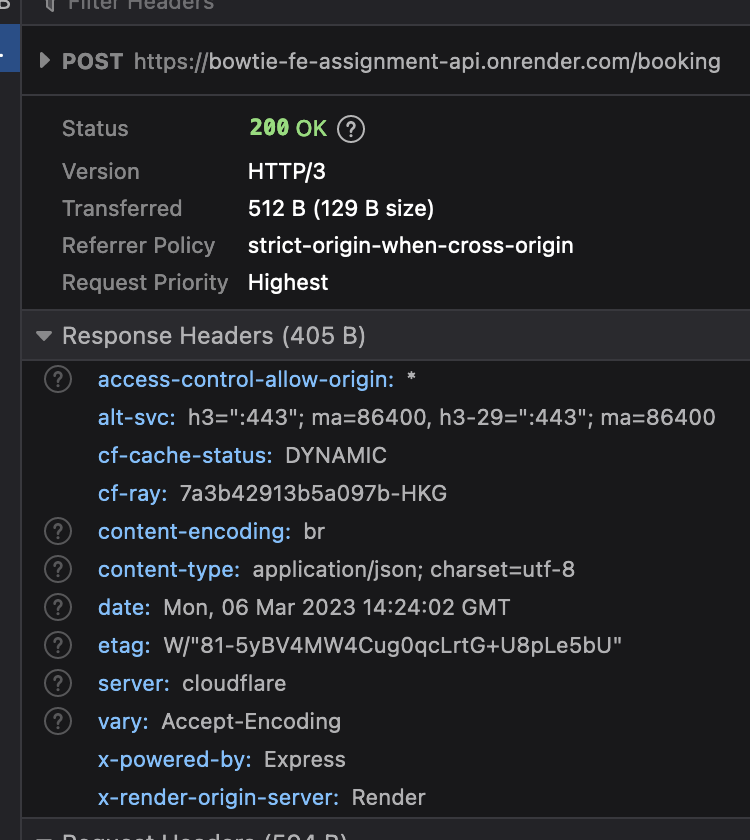 B
Filter Headers
POST https://bowtie-fe-assignment-api.onrender.com/booking
Status 200 OK ?
Version HTTP/3
Transferred 512 B (129 B size)
Referrer Policy strict-origin-when-cross-origin
Request Priority Highest
Response Headers (405 B)
? access-control-allow-origin: *
alt-svc: h3=":443"; ma=86400, h3-29=":443"; ma=86400
cf-cache-status: DYNAMIC
cf-ray: 7a3b42913b5a097b-HKG
? content-encoding: br
? content-type: application/json; charset=utf-8
? date: Mon, 06 Mar 2023 14:24:02 GMT
? etag: W/"81-5yBV4MW4Cug0qcLrtG+U8pLe5bU"
? server: cloudflare
? vary: Accept-Encoding
x-powered-by: Express
x-render-origin-server: Render
Request Headers (594 B)